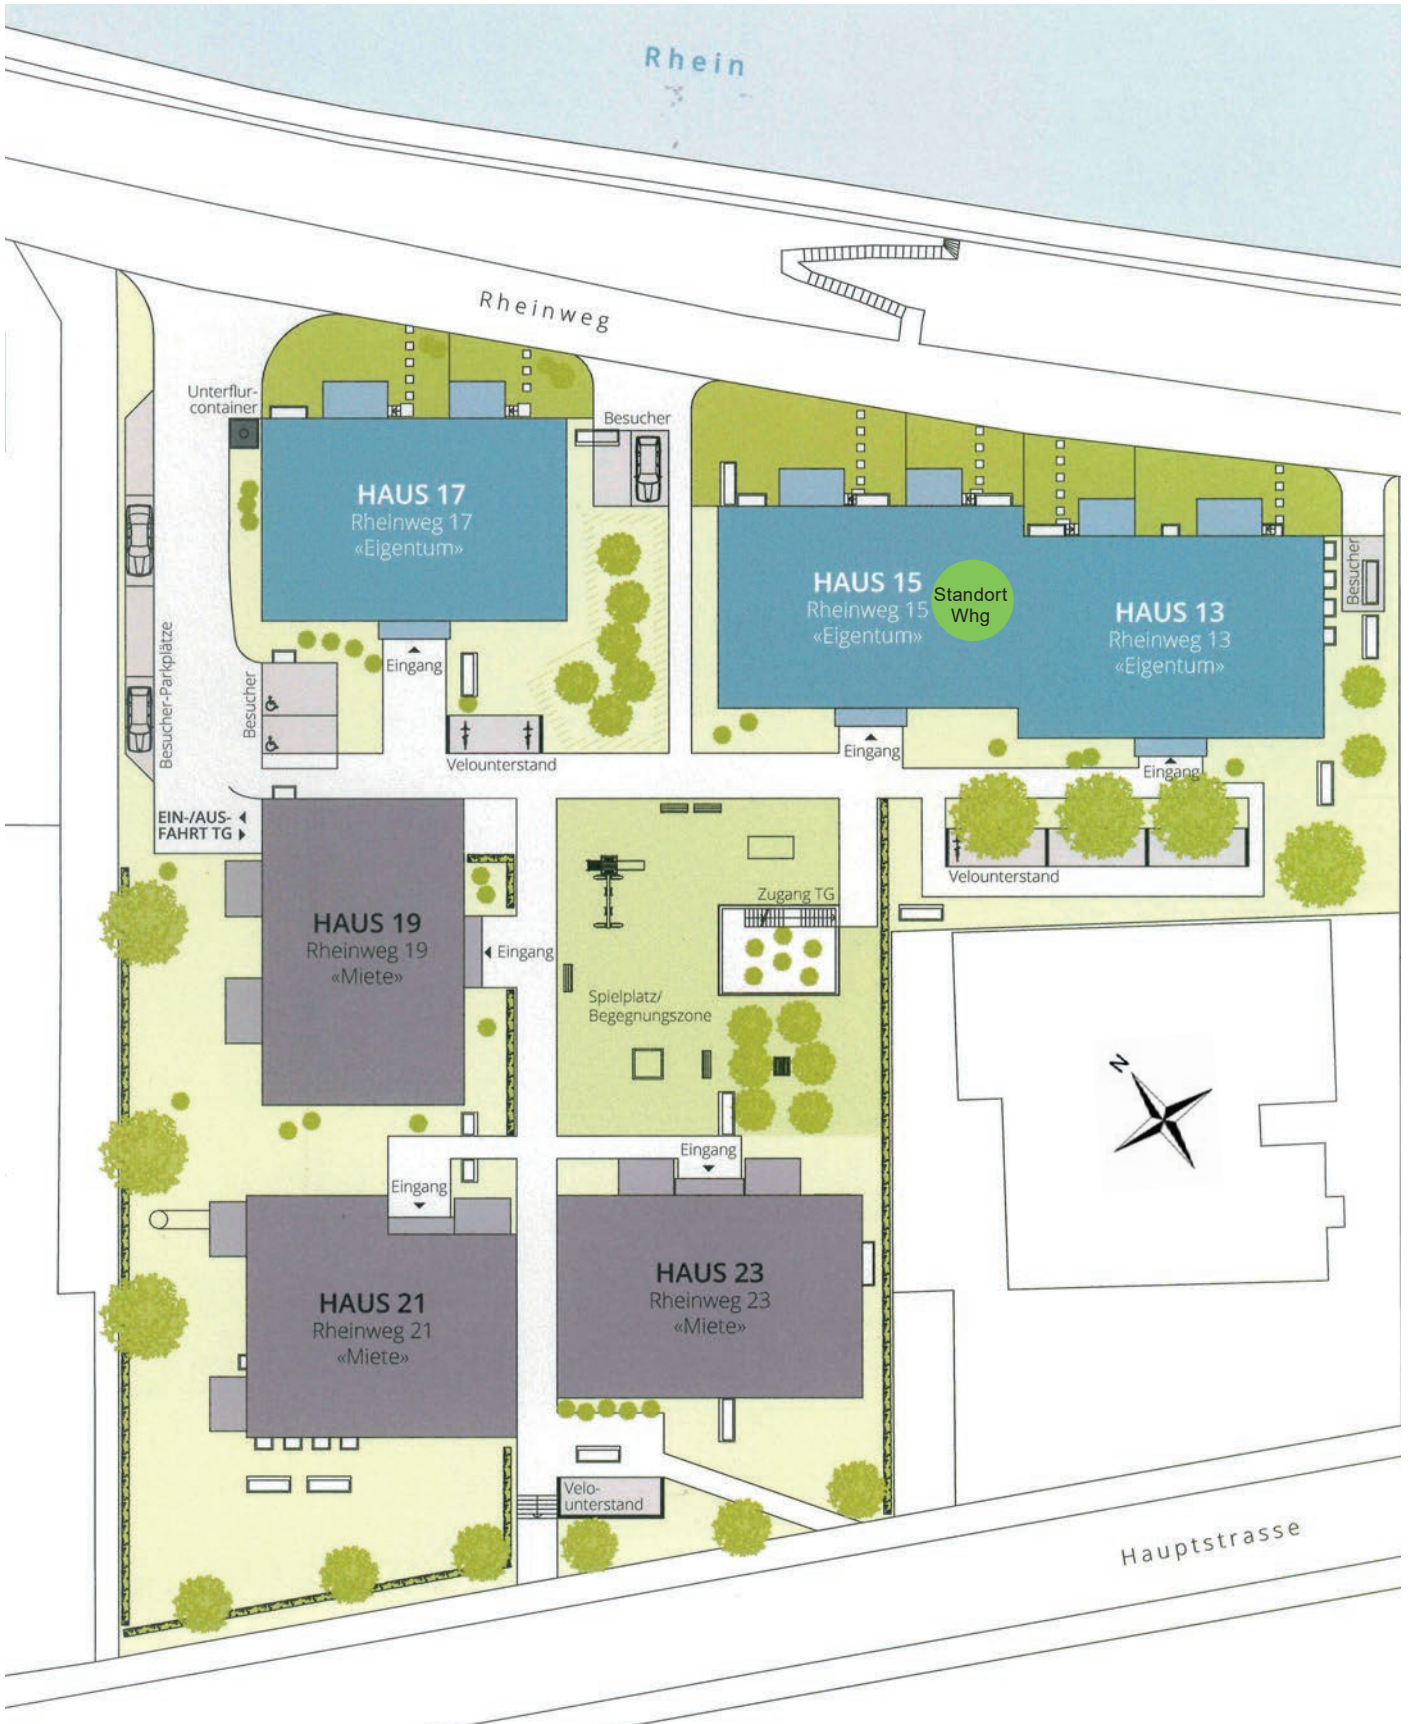 Rhein
Rheinweg
Unterflur-
container
Besucher
HAUS 17
Rheinweg 17
«Eigentum»
HAUS 15
Rheinweg 15
«Eigentum»
Standort
Whg
HAUS 13
Rheinweg 13
«Eigentum»
Besucher
Besucher-Parkplätze
Besucher
Eingang
Velounterstand
Eingang
Eingang
EIN-/AUS-
FAHRT TG
Velounterstand
Zugang TG
HAUS 19
Rheinweg 19
«Miete»
Eingang
Spielplatz/
Begegnungszone
N
Eingang
Eingang
HAUS 23
Rheinweg 23
«Miete»
HAUS 21
Rheinweg 21
«Miete»
Velo-
unterstand
Hauptstrasse